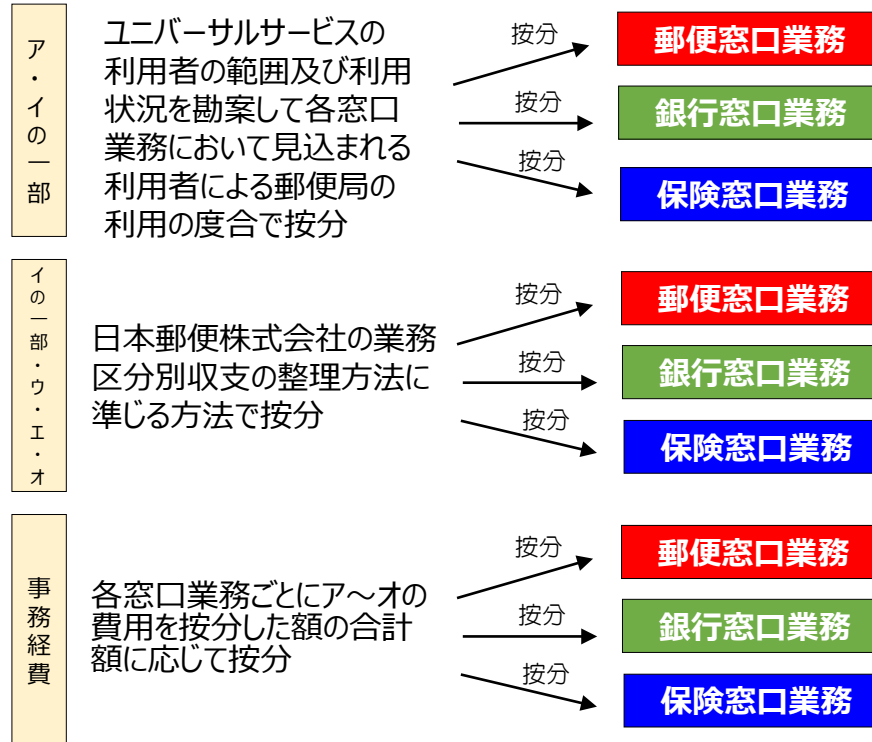 ア・イの一部
ユニバーサルサービスの
利用者の範囲及び利用
状況を勘案して各窓口
業務において見込まれる
利用者による郵便局の
利用の度合で按分
按分
郵便窓口業務
按分
銀行窓口業務
按分
保険窓口業務
イの一部・ウ・エ・オ
日本郵便株式会社の業務
区分別収支の整理方法に
準じる方法で按分
按分
郵便窓口業務
按分
銀行窓口業務
按分
保険窓口業務
事務経費
各窓口業務ごとにア～オの
費用を按分した額の合計
額に応じて按分
按分
郵便窓口業務
按分
銀行窓口業務
按分
保険窓口業務